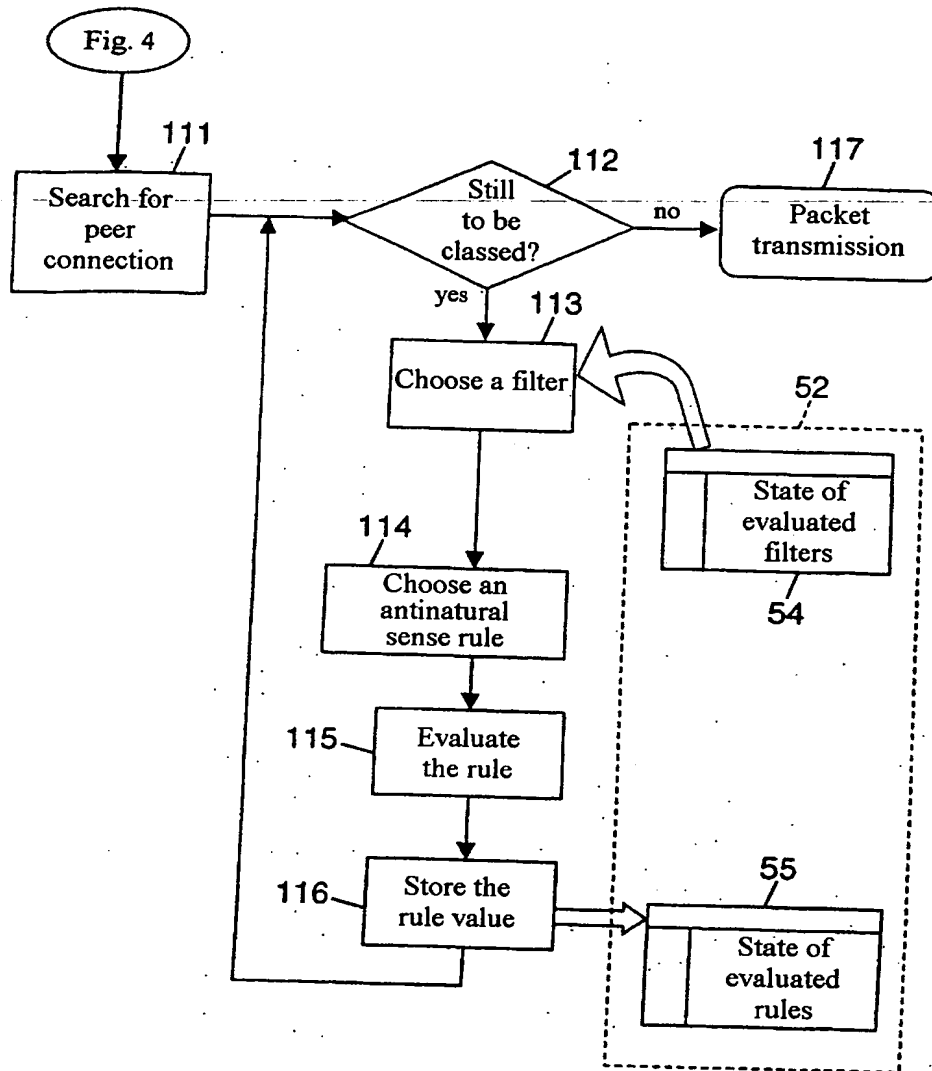 Fig. 4
111
Search for
peer
connection
112
Still
to be
classed?
no
117
Packet
transmission
yes
113
Choose a filter
52
State of
evaluated
filters
54
114
Choose an
antinatural
sense rule
115
Evaluate
the rule
116
Store the
rule value
55
State of
evaluated
rules